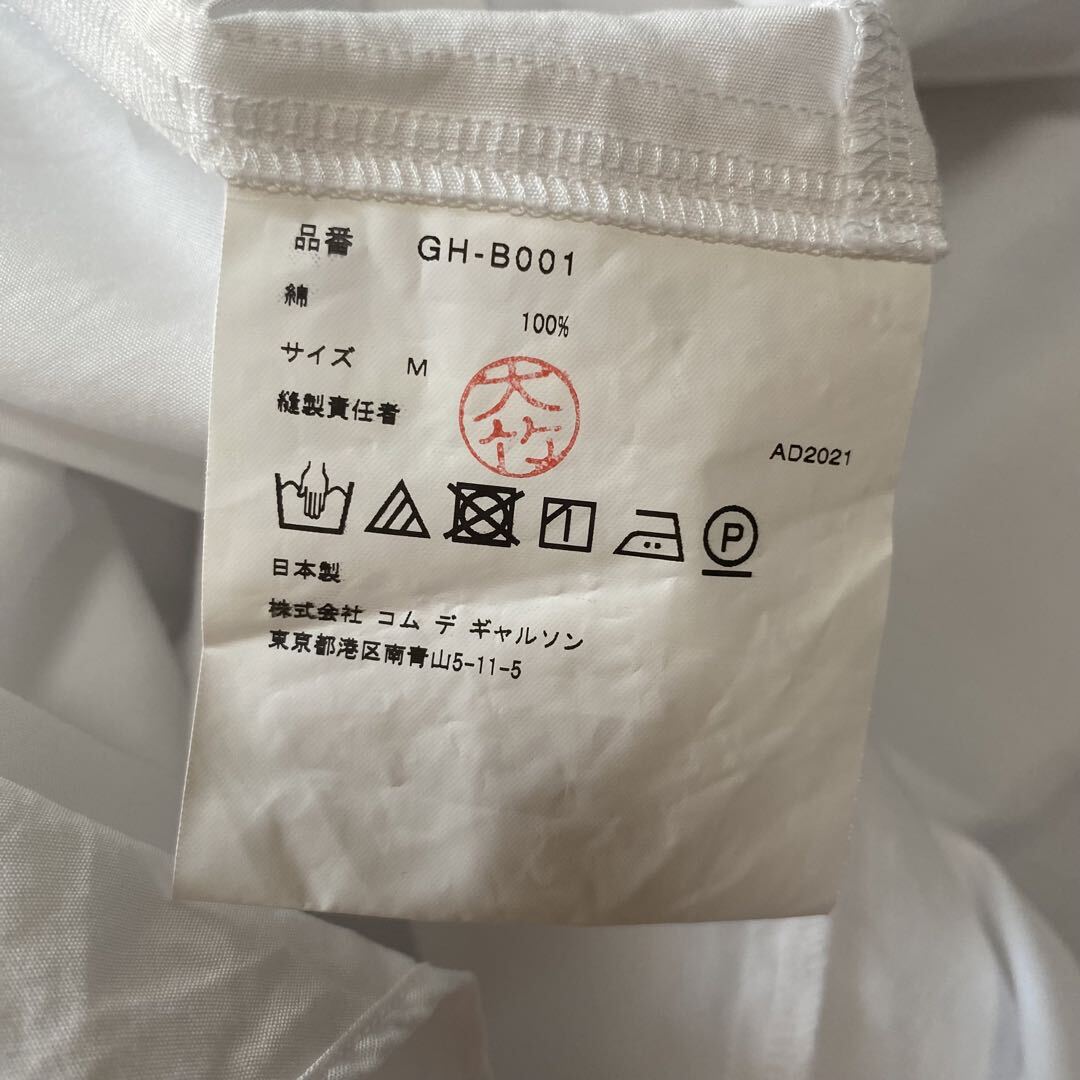 品番 GH-B001
綿 100%
サイズ M
縫製責任者
大竹
AD2021
P
日本製
株式会社 コム デ ギャルソン
東京都港区南青山5-11-5